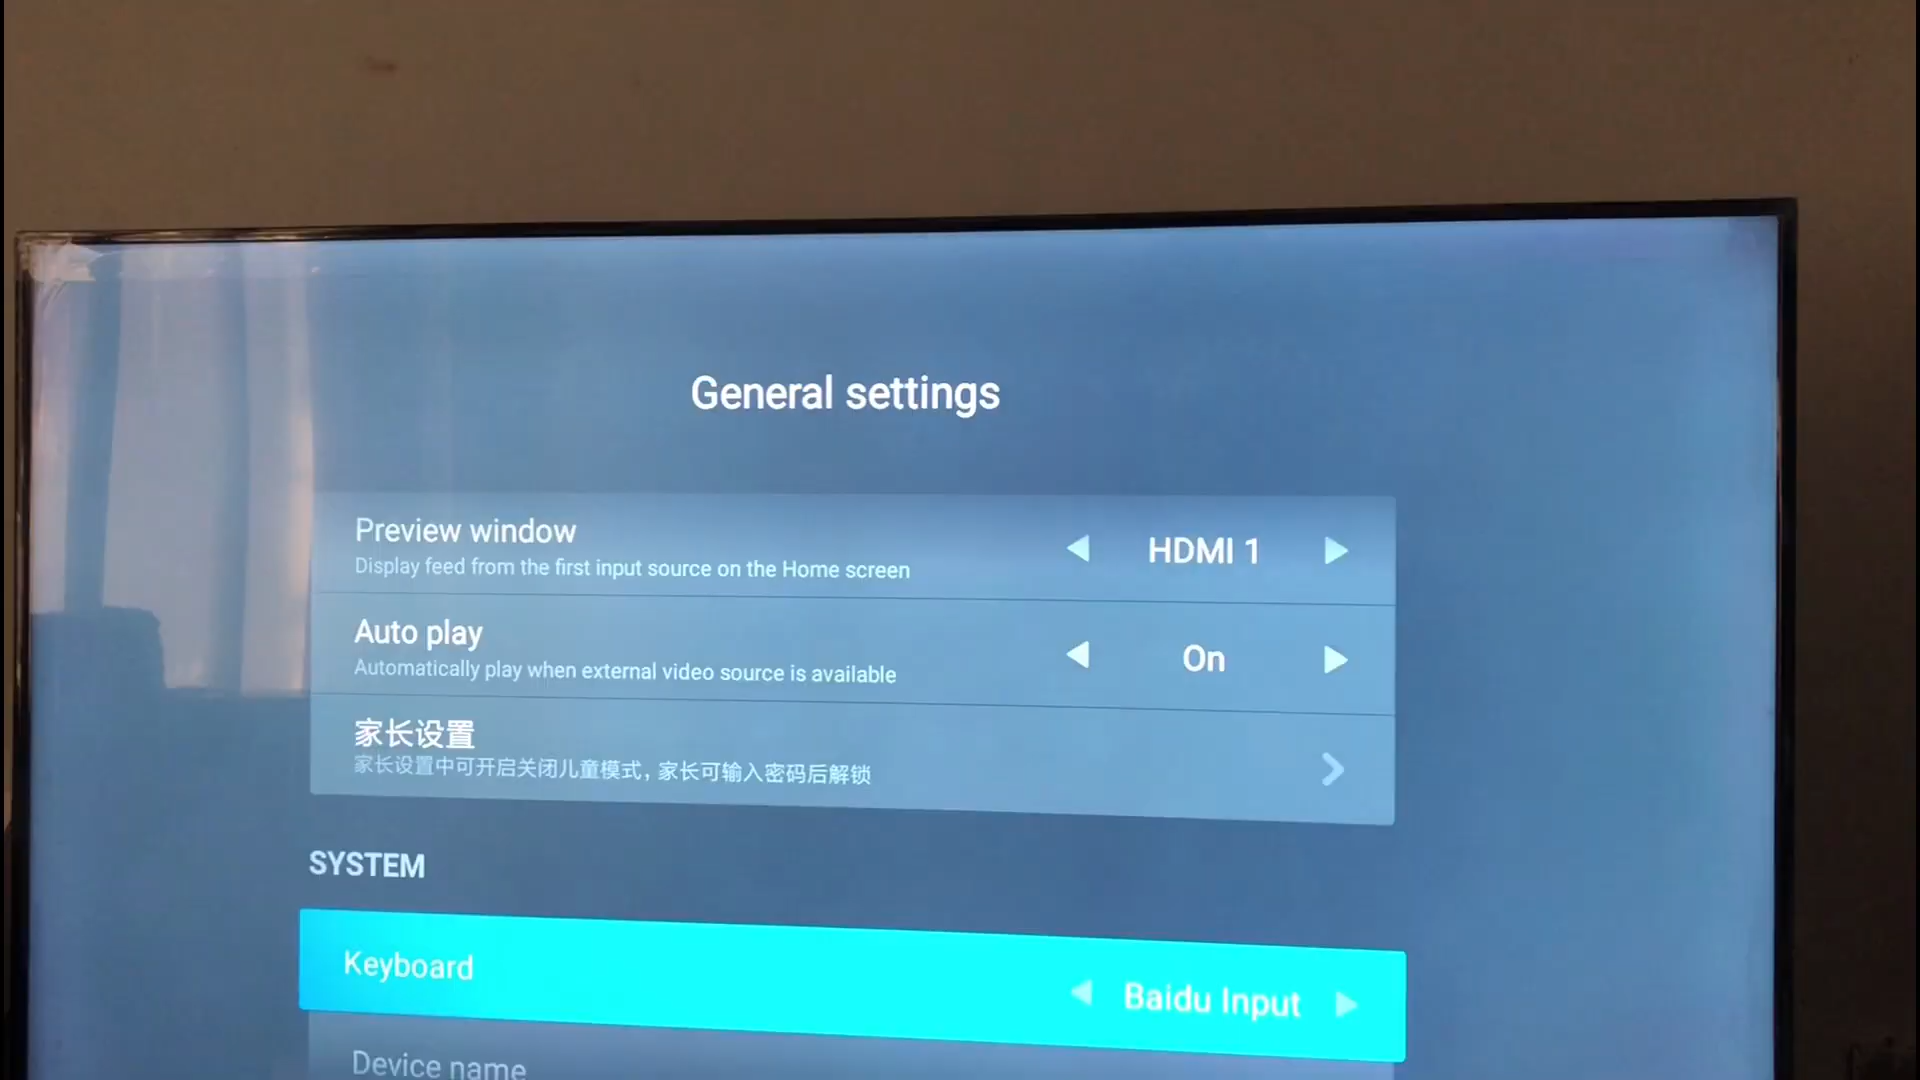 General settings
Preview window
HDMI 1
Display feed from the first input source on the Home screen
Auto play
On
Automatically play when external video source is available
家长设置
家长设置中可开启关闭儿童模式，家长可输入密码后解锁
SYSTEM
Keyboard
Baidu Input
Device name